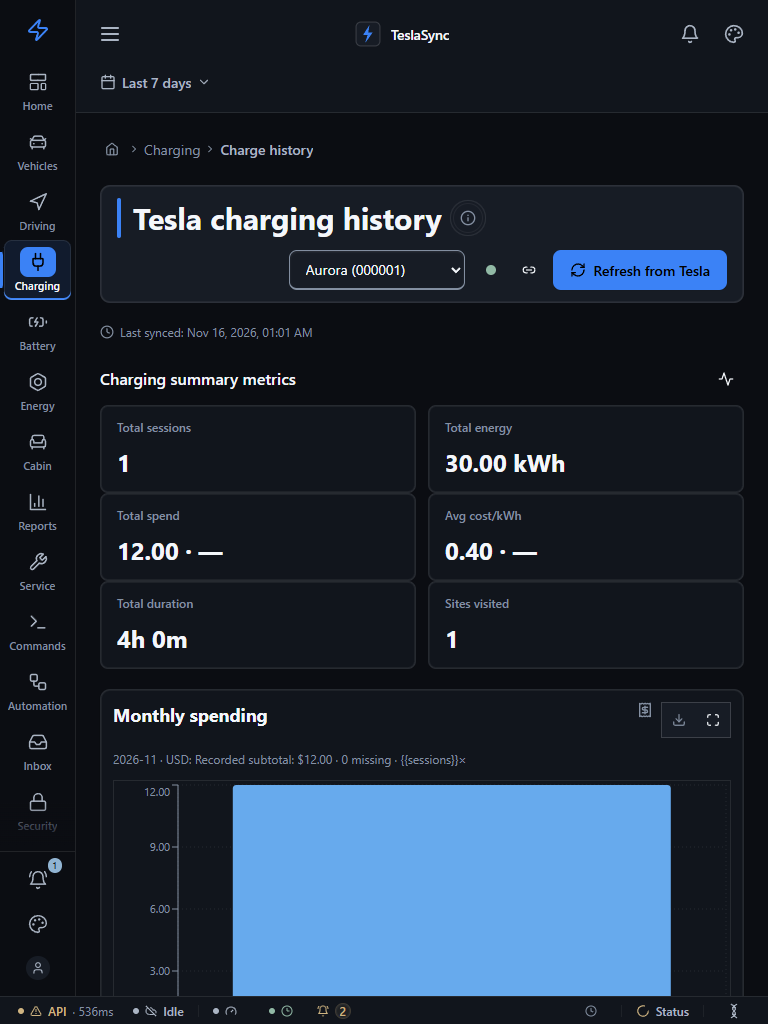 TeslaSync
Last 7 days
Home
Vehicles
Driving
Charging
Battery
Energy
Cabin
Reports
Service
Commands
Automation
Inbox
Security
1
Charging
Charge history
Tesla charging history
Aurora (000001)
Refresh from Tesla
Last synced: Nov 16, 2026, 01:01 AM
Charging summary metrics
Total sessions
1
Total energy
30.00 kWh
Total spend
12.00 · —
Avg cost/kWh
0.40 · —
Total duration
4h 0m
Sites visited
1
Monthly spending
2026-11 · USD: Recorded subtotal: $12.00 · 0 missing · {{sessions}}×
12.00
9.00
6.00
3.00
API · 536ms
Idle
2
Status